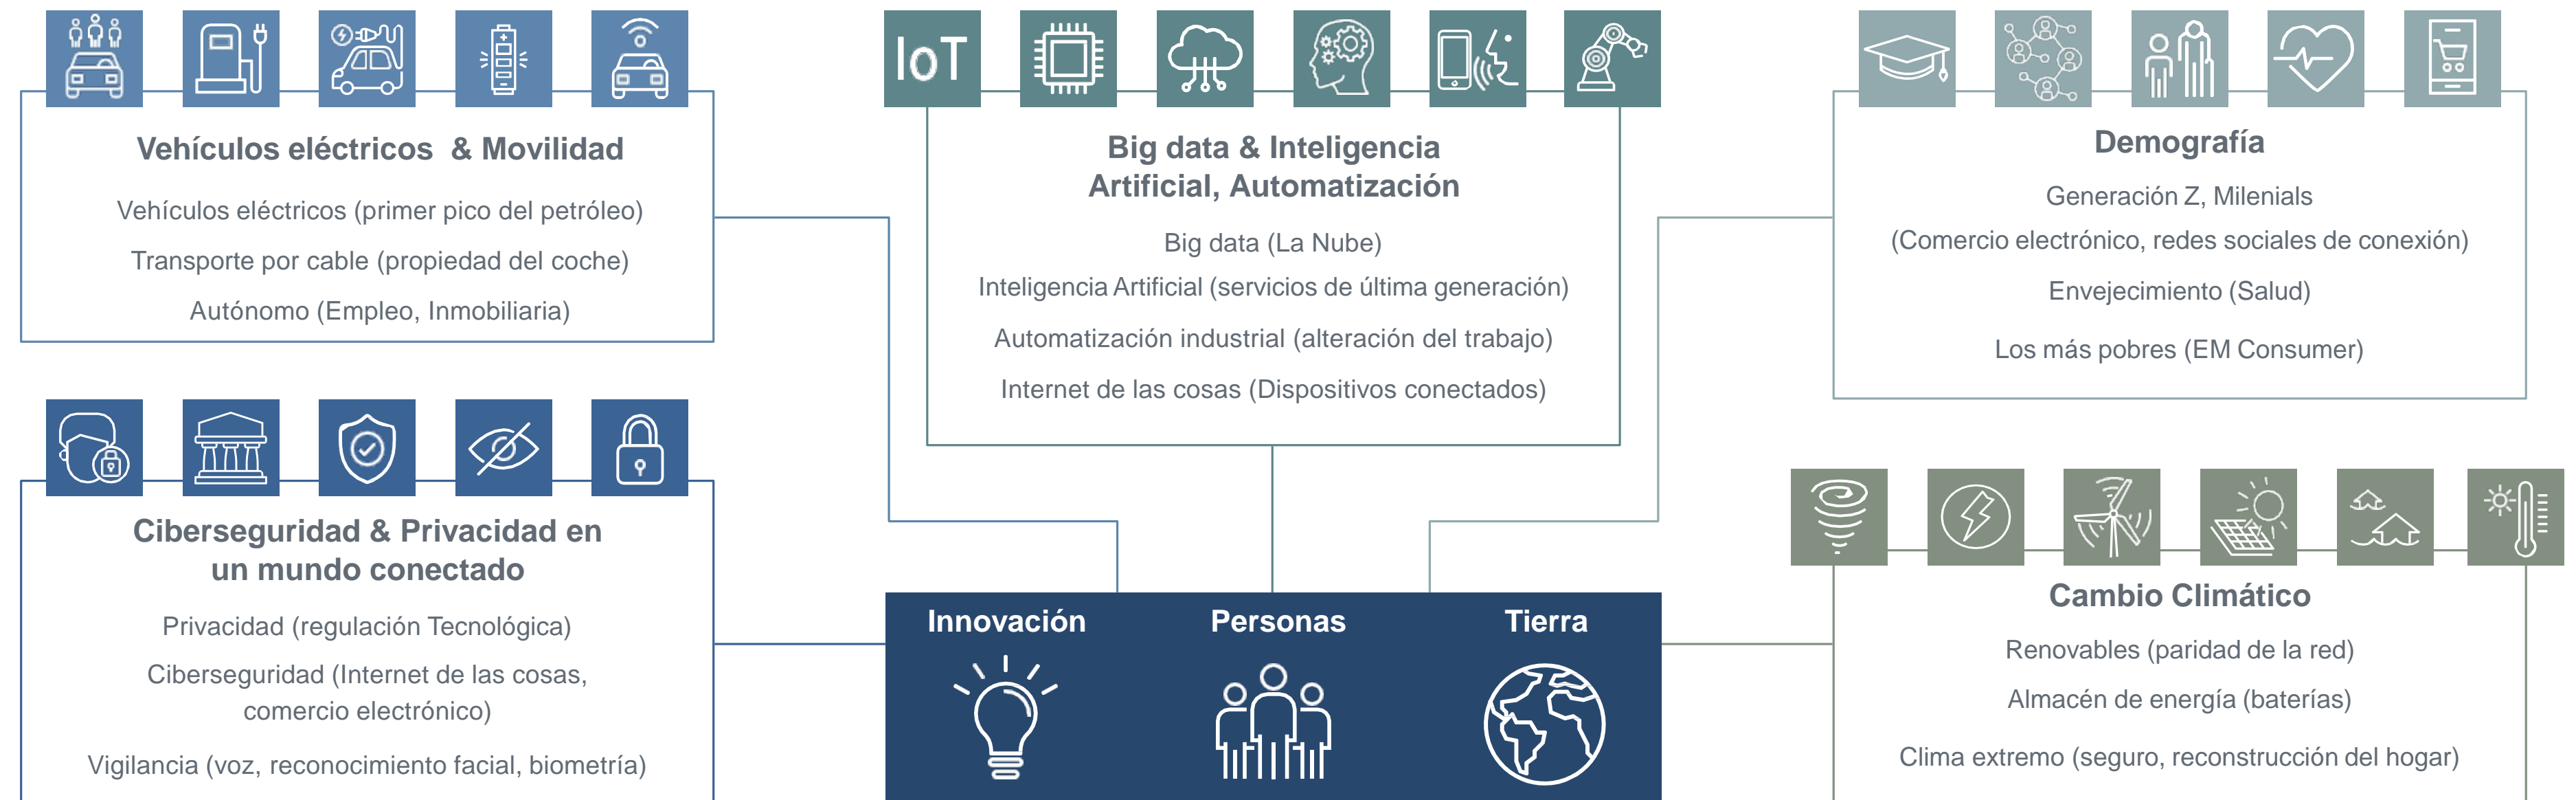 Vehículos eléctricos  & Movilidad
Vehículos eléctricos (primer pico del petróleo)
Transporte por cable (propiedad del coche)
Autónomo (Empleo, Inmobiliaria)
IoT
Big data & Inteligencia
Artificial, Automatización
Big data (La Nube)
Inteligencia Artificial (servicios de última generación)
Automatización industrial (alteración del trabajo)
Internet de las cosas (Dispositivos conectados)
Demografía
Generación Z, Milenials
(Comercio electrónico, redes sociales de conexión)
Envejecimiento (Salud)
Los más pobres (EM Consumer)
Ciberseguridad & Privacidad en
un mundo conectado
Privacidad (regulación Tecnológica)
Ciberseguridad (Internet de las cosas,
comercio electrónico)
Vigilancia (voz, reconocimiento facial, biometría)
Innovación
Personas
Tierra
Cambio Climático
Renovables (paridad de la red)
Almacén de energía (baterías)
Clima extremo (seguro, reconstrucción del hogar)